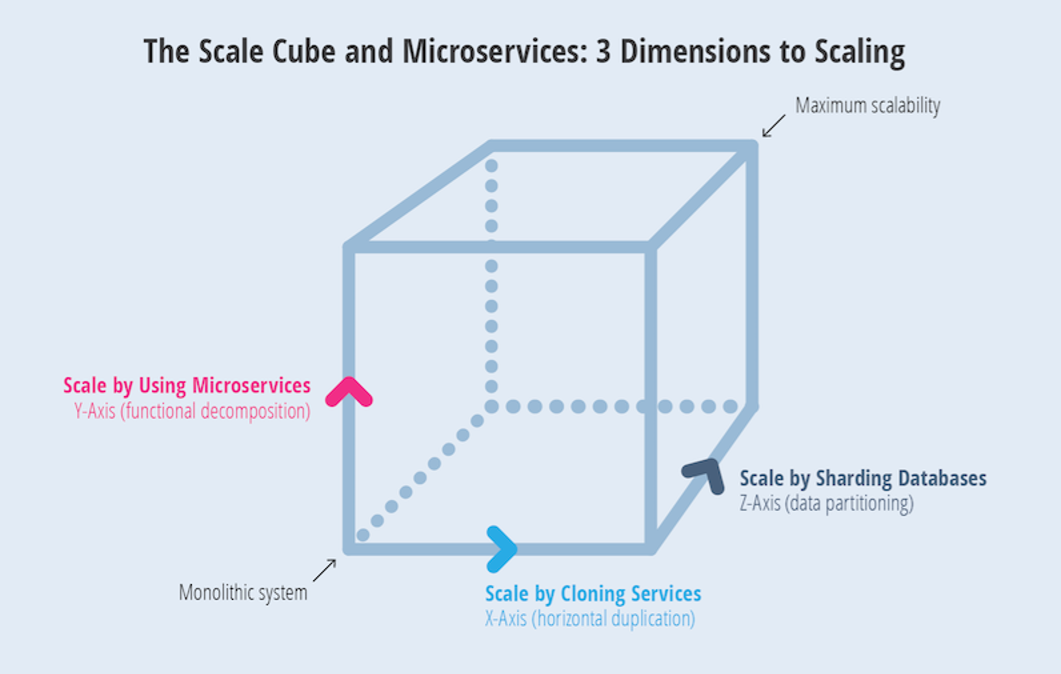 The Scale Cube and Microservices: 3 Dimensions to Scaling
Maximum scalability
Scale by Using Microservices
Y-Axis (functional decomposition)
Scale by Sharding Databases
Z-Axis (data partitioning)
Monolithic system
Scale by Cloning Services
X-Axis (horizontal duplication)